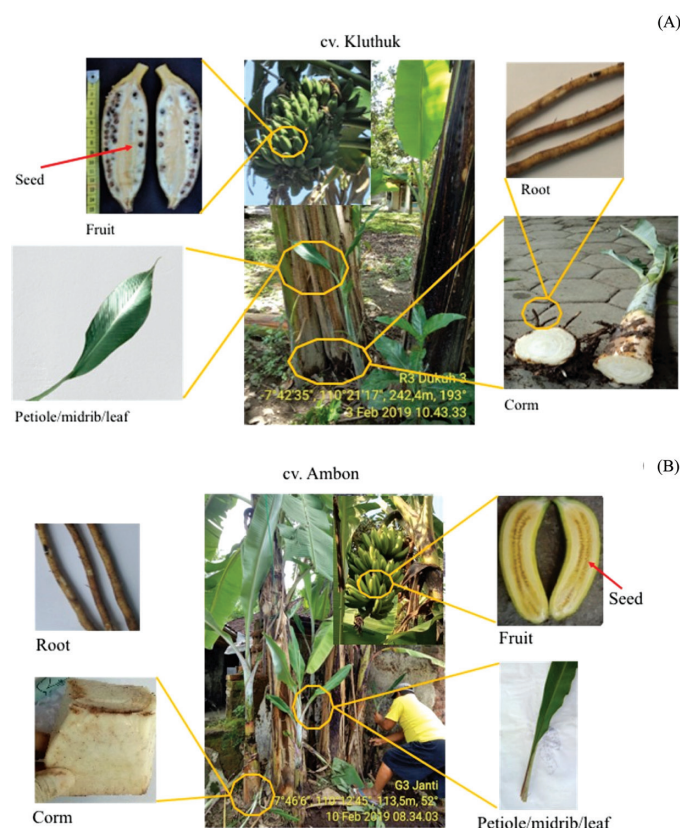 (A)
cv. Kluthuk
Seed
Fruit
Root
Petiole/midrib/leaf
R3 Dukuh 3
7°42'35", 110°21'17", 242,4m, 193°
3 Feb 2019 10.43.33
Corm
(B)
cv. Ambon
Root
Seed
Fruit
Corm
G3 Janti
7°46'6", 110°12'45", 113,5m, 52°
10 Feb 2019 08.34.03
Petiole/midrib/leaf